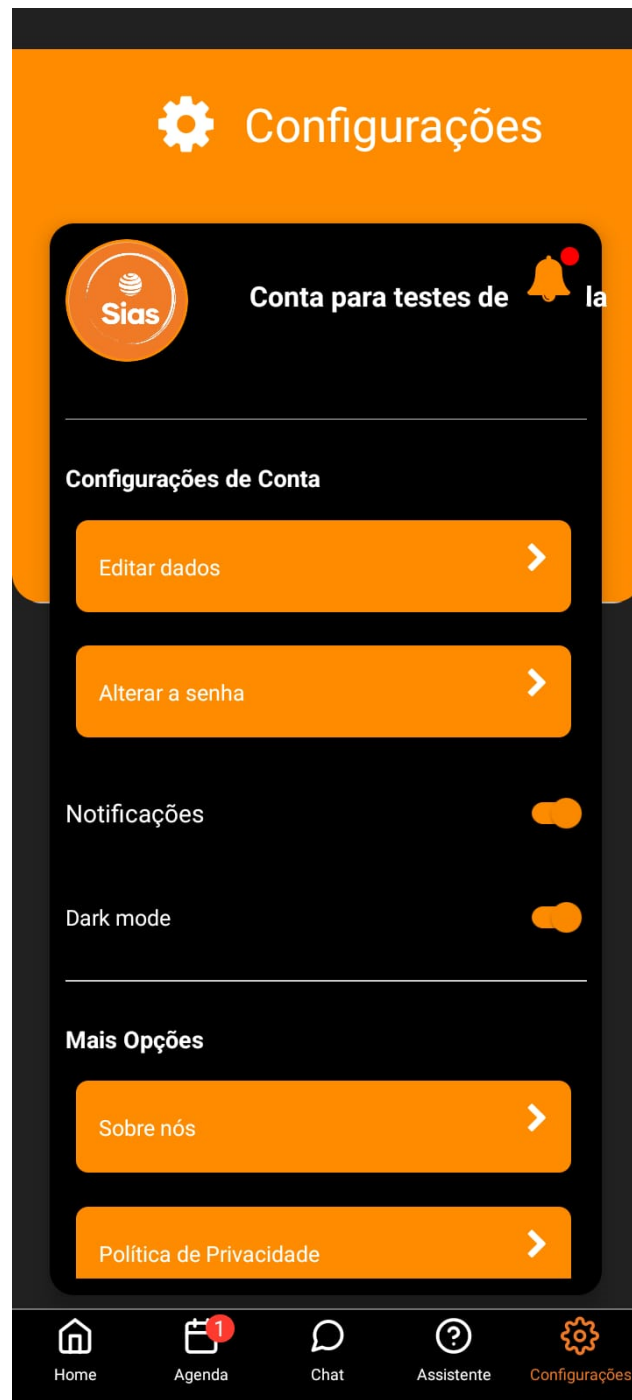 Configurações
Sias
Conta para testes de la
Configurações de Conta
Editar dados
Alterar a senha
Notificações
Dark mode
Mais Opções
Sobre nós
Política de Privacidade
1
Home Agenda Chat Assistente Configurações